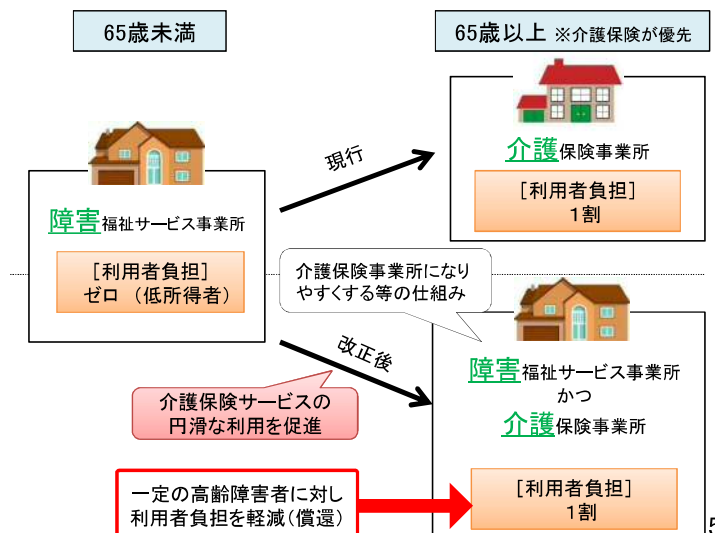 65歳未満
65歳以上 ※介護保険が優先
現行
介護保険事業所
[利用者負担]
1割
障害福祉サービス事業所
[利用者負担]
ゼロ （低所得者）
介護保険事業所になり
やすくする等の仕組み
改正後
障害福祉サービス事業所
かつ
介護保険事業所
介護保険サービスの
円滑な利用を促進
一定の高齢障害者に対し
利用者負担を軽減（償還）
[利用者負担]
1割